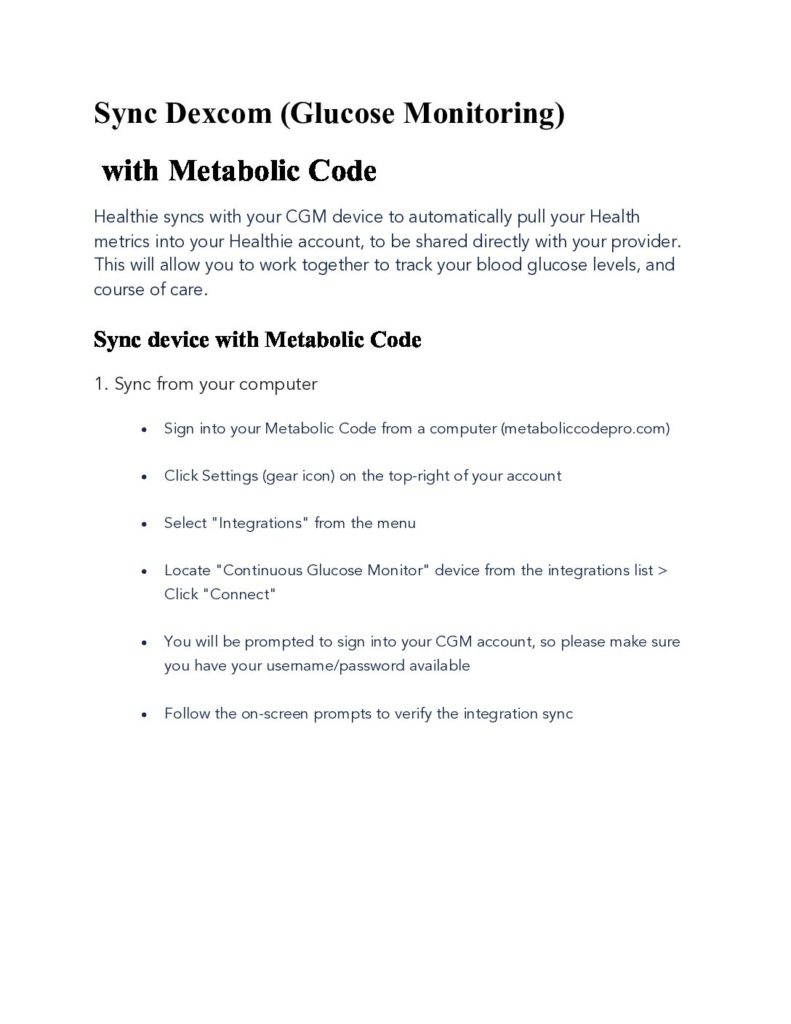 Sync Dexcom (Glucose Monitoring)
with Metabolic Code
Healthie syncs with your CGM device to automatically pull your Health
metrics into your Healthie account, to be shared directly with your provider.
This will allow you to work together to track your blood glucose levels, and
course of care.
Sync device with Metabolic Code
1. Sync from your computer
• Sign into your Metabolic Code from a computer (metaboliccodepro.com)
• Click Settings (gear icon) on the top-right of your account
• Select "Integrations" from the menu
• Locate "Continuous Glucose Monitor" device from the integrations list >
Click "Connect"
• You will be prompted to sign into your CGM account, so please make sure
you have your username/password available
• Follow the on-screen prompts to verify the integration sync